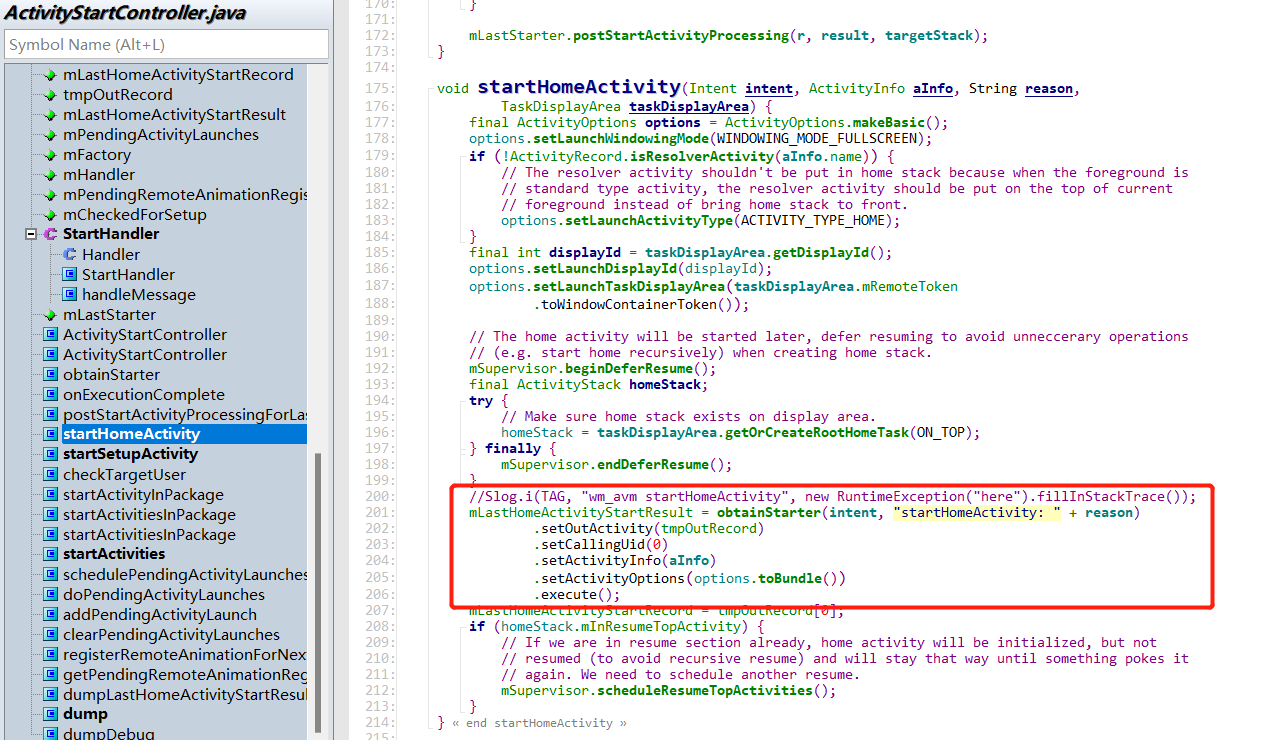 ActivityStartController.java
Symbol Name (Alt+L)
mLastHomeActivityStartRecord
tmpOutRecord
mLastHomeActivityStartResult
mPendingActivityLaunches
mFactory
mHandler
mPendingRemoteAnimationRegis
mCheckedForSetup
StartHandler
Handler
StartHandler
handleMessage
mLastStarter
ActivityStartController
ActivityStartController
obtainStarter
onExecutionComplete
postStartActivityProcessingForLas
startHomeActivity
startSetupActivity
checkTargetUser
startActivityInPackage
startActivitiesInPackage
startActivitiesInPackage
startActivities
schedulePendingActivityLaunches
doPendingActivityLaunches
addPendingActivityLaunch
clearPendingActivityLaunches
registerRemoteAnimationForNex
getPendingRemoteAnimationReg
dumpLastHomeActivityStartResul
dump
dumpDebug
170: }
171:
172: mLastStarter.postStartActivityProcessing(r, result, targetStack);
173: }
174:
175: void startHomeActivity(Intent intent, ActivityInfo aInfo, String reason,
176: TaskDisplayArea taskDisplayArea) {
177: final ActivityOptions options = ActivityOptions.makeBasic();
178: options.setLaunchWindowingMode(WINDOWING_MODE_FULLSCREEN);
179: if (!ActivityRecord.isResolverActivity(aInfo.name)) {
180: // The resolver activity shouldn't be put in home stack because when the foreground is
181: // standard type activity, the resolver activity should be put on the top of current
182: // foreground instead of bring home stack to front.
183: options.setLaunchActivityType(ACTIVITY_TYPE_HOME);
184: }
185: final int displayId = taskDisplayArea.getDisplayId();
186: options.setLaunchDisplayId(displayId);
187: options.setLaunchTaskDisplayArea(taskDisplayArea.mRemoteToken
188: .toWindowContainerToken());
189:
190: // The home activity will be started later, defer resuming to avoid unneccerary operations
191: // (e.g. start home recursively) when creating home stack.
192: mSupervisor.beginDeferResume();
193: final ActivityStack homeStack;
194: try {
195: // Make sure home stack exists on display area.
196: homeStack = taskDisplayArea.getOrCreateRootHomeTask(ON_TOP);
197: } finally {
198: mSupervisor.endDeferResume();
199: }
200: //Slog.i(TAG, "wm_avm startHomeActivity", new RuntimeException("here").fillInStackTrace());
201: mLastHomeActivityStartResult = obtainStarter(intent, "startHomeActivity: " + reason)
202: .setOutActivity(tmpOutRecord)
203: .setCallingUid(0)
204: .setActivityInfo(aInfo)
205: .setActivityOptions(options.toBundle())
206: .execute();
207: mLastHomeActivityStartRecord = tmpOutRecord[0];
208: if (homeStack.mInResumeTopActivity) {
209: // If we are in resume section already, home activity will be initialized, but not
210: // resumed (to avoid recursive resume) and will stay that way until something pokes it
211: // again. We need to schedule another resume.
212: mSupervisor.scheduleResumeTopActivities();
213: }
214: } « end startHomeActivity »
215: